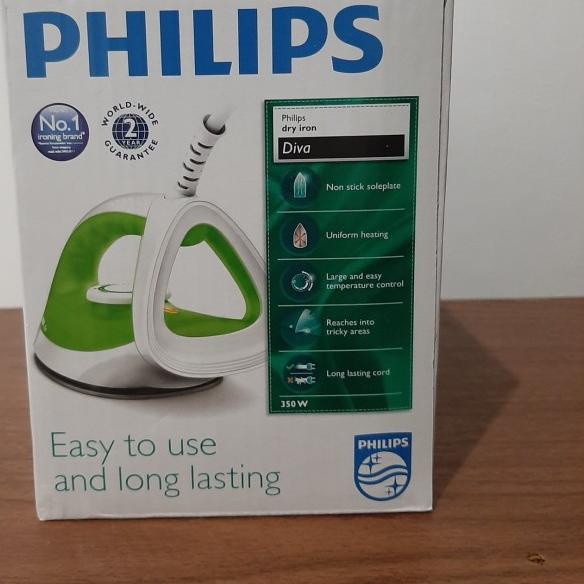 PHILIPS
No.1
ironing brand*
WORLD-WIDE
2
YEAR
GUARANTEE
Philips
dry iron
Diva
Non stick soleplate
Uniform heating
Large and easy
temperature control
Reaches into
tricky areas
Long lasting cord
350 W
Easy to use
and long lasting
PHILIPS